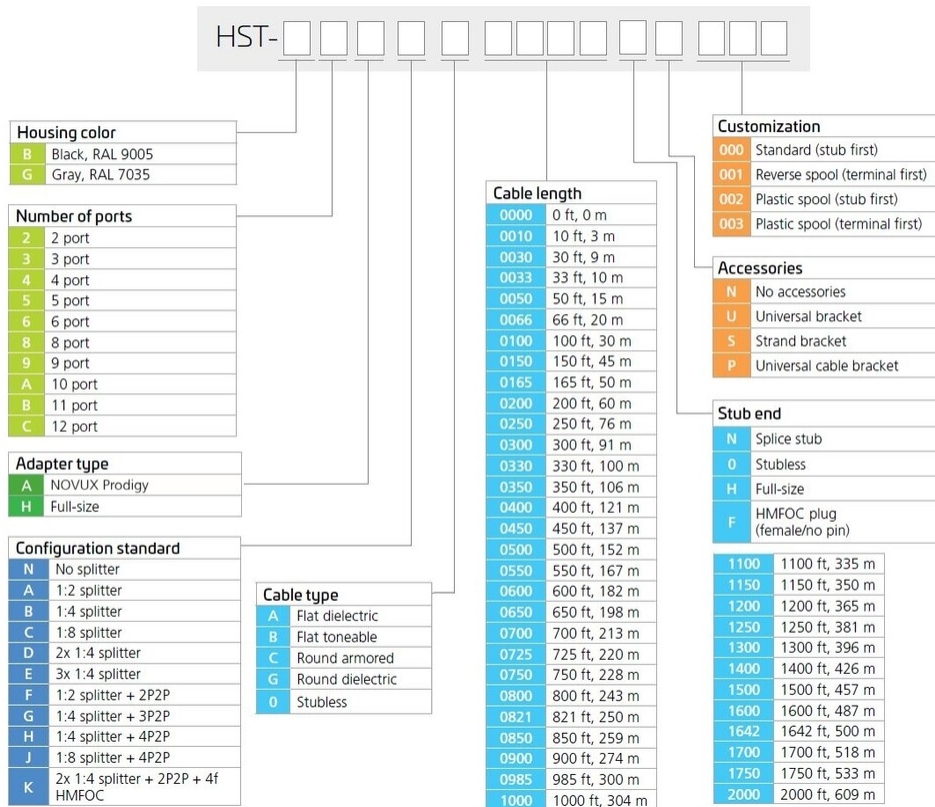 HST-
Housing color
B Black, RAL 9005
G Gray, RAL 7035
Number of ports
2 2 port
3 3 port
4 4 port
5 5 port
6 6 port
8 8 port
9 9 port
A 10 port
B 11 port
C 12 port
Adapter type
A NOVUX Prodigy
H Full-size
Configuration standard
N No splitter
A 1:2 splitter
B 1:4 splitter
C 1:8 splitter
D 2x 1:4 splitter
E 3x 1:4 splitter
F 1:2 splitter + 2P2P
G 1:4 splitter + 3P2P
H 1:4 splitter + 4P2P
J 1:8 splitter + 4P2P
K 2x 1:4 splitter + 2P2P + 4f
HMFOC
Cable type
A Flat dielectric
B Flat toneable
C Round armored
G Round dielectric
0 Stubless
Cable length
0000 0 ft, 0 m
0010 10 ft, 3 m
0030 30 ft, 9 m
0033 33 ft, 10 m
0050 50 ft, 15 m
0066 66 ft, 20 m
0100 100 ft, 30 m
0150 150 ft, 45 m
0165 165 ft, 50 m
0200 200 ft, 60 m
0250 250 ft, 76 m
0300 300 ft, 91 m
0330 330 ft, 100 m
0350 350 ft, 106 m
0400 400 ft, 121 m
0450 450 ft, 137 m
0500 500 ft, 152 m
0550 550 ft, 167 m
0600 600 ft, 182 m
0650 650 ft, 198 m
0700 700 ft, 213 m
0725 725 ft, 220 m
0750 750 ft, 228 m
0800 800 ft, 243 m
0821 821 ft, 250 m
0850 850 ft, 259 m
0900 900 ft, 274 m
0985 985 ft, 300 m
1000 1000 ft, 304 m
1100 1100 ft, 335 m
1150 1150 ft, 350 m
1200 1200 ft, 365 m
1250 1250 ft, 381 m
1300 1300 ft, 396 m
1400 1400 ft, 426 m
1500 1500 ft, 457 m
1600 1600 ft, 487 m
1642 1642 ft, 500 m
1700 1700 ft, 518 m
1750 1750 ft, 533 m
2000 2000 ft, 609 m
Stub end
N Splice stub
0 Stubless
H Full-size
F HMFOC plug
(female/no pin)
Accessories
N No accessories
U Universal bracket
S Strand bracket
P Universal cable bracket
Customization
000 Standard (stub first)
001 Reverse spool (terminal first)
002 Plastic spool (stub first)
003 Plastic spool (terminal first)